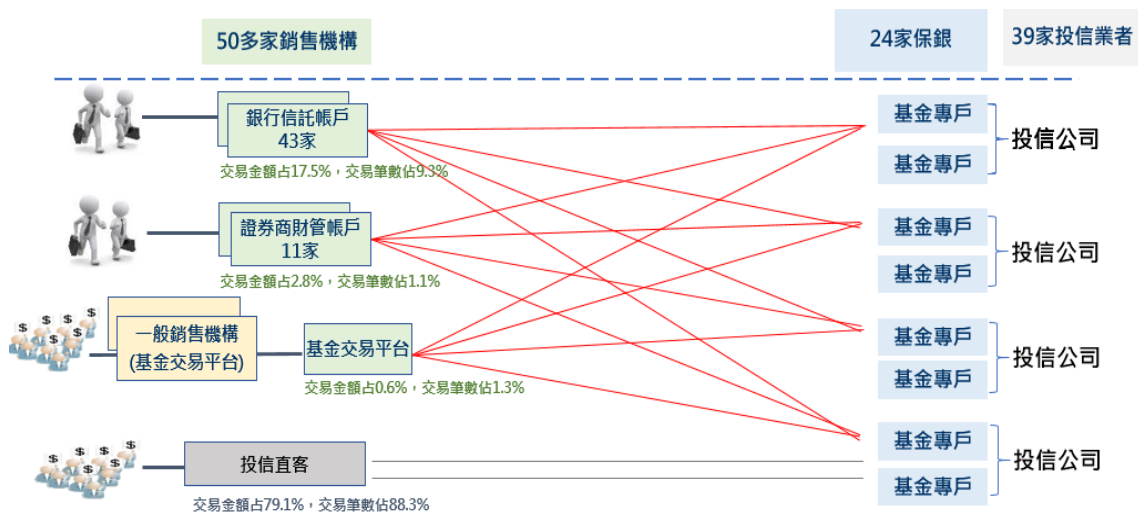 50多家銷售機構
24家保銀
39家投信業者
銀行信託帳戶
43家
交易金額占17.5%，交易筆數佔9.3%
基金專戶
基金專戶
投信公司
證券商財管帳戶
11家
交易金額占2.8%，交易筆數佔1.1%
基金專戶
基金專戶
投信公司
$ $ $ $ $ $ $
一般銷售機構
(基金交易平台)
基金交易平台
交易金額占0.6%，交易筆數佔1.3%
基金專戶
基金專戶
投信公司
$ $ $ $ $ $ $
投信直客
交易金額占79.1%，交易筆數佔88.3%
基金專戶
基金專戶
投信公司